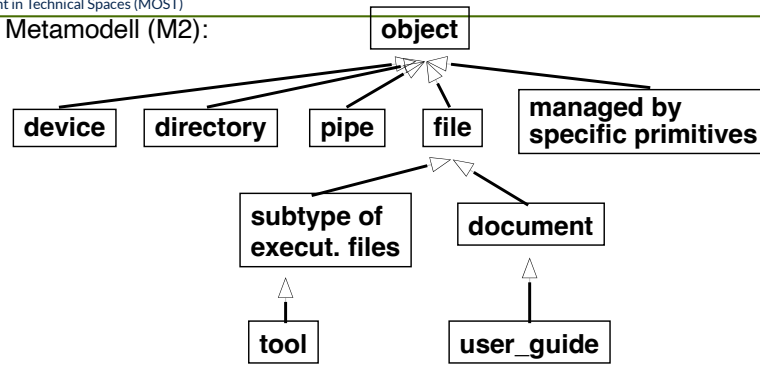 nt in Technical Spaces (MOST)
Metamodell (M2):
object
device
directory
pipe
file
managed by
specific primitives
subtype of
execut. files
document
tool
user_guide